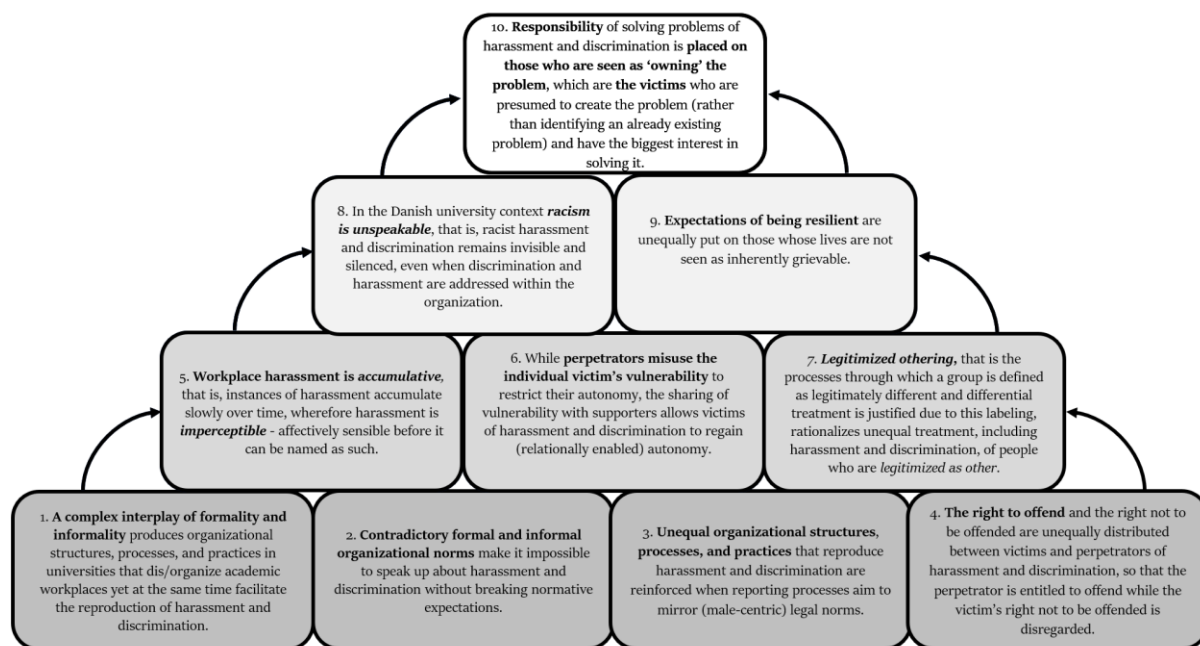 10. Responsibility of solving problems of
harassment and discrimination is placed on
those who are seen as ‘owning’ the
problem, which are the victims who are
presumed to create the problem (rather
than identifying an already existing
problem) and have the biggest interest in
solving it.
8. In the Danish university context racism
is unspeakable, that is, racist harassment
and discrimination remains invisible and
silenced, even when discrimination and
harassment are addressed within the
organization.
9. Expectations of being resilient are
unequally put on those whose lives are not
seen as inherently grievable.
5. Workplace harassment is accumulative,
that is, instances of harassment accumulate
slowly over time, wherefore harassment is
imperceptible - affectively sensible before it
can be named as such.
6. While perpetrators misuse the
individual victim’s vulnerability to
restrict their autonomy, the sharing of
vulnerability with supporters allows victims
of harassment and discrimination to regain
(relationally enabled) autonomy.
7. Legitimized othering, that is the
processes through which a group is defined
as legitimately different and differential
treatment is justified due to this labeling,
rationalizes unequal treatment, including
harassment and discrimination, of people
who are legitimized as other.
1. A complex interplay of formality and
informality produces organizational
structures, processes, and practices in
universities that dis/organize academic
workplaces yet at the same time facilitate
the reproduction of harassment and
discrimination.
2. Contradictory formal and informal
organizational norms make it impossible
to speak up about harassment and
discrimination without breaking normative
expectations.
3. Unequal organizational structures,
processes, and practices that reproduce
harassment and discrimination are
reinforced when reporting processes aim to
mirror (male-centric) legal norms.
4. The right to offend and the right not to
be offended are unequally distributed
between victims and perpetrators of
harassment and discrimination, so that the
perpetrator is entitled to offend while the
victim’s right not to be offended is
disregarded.